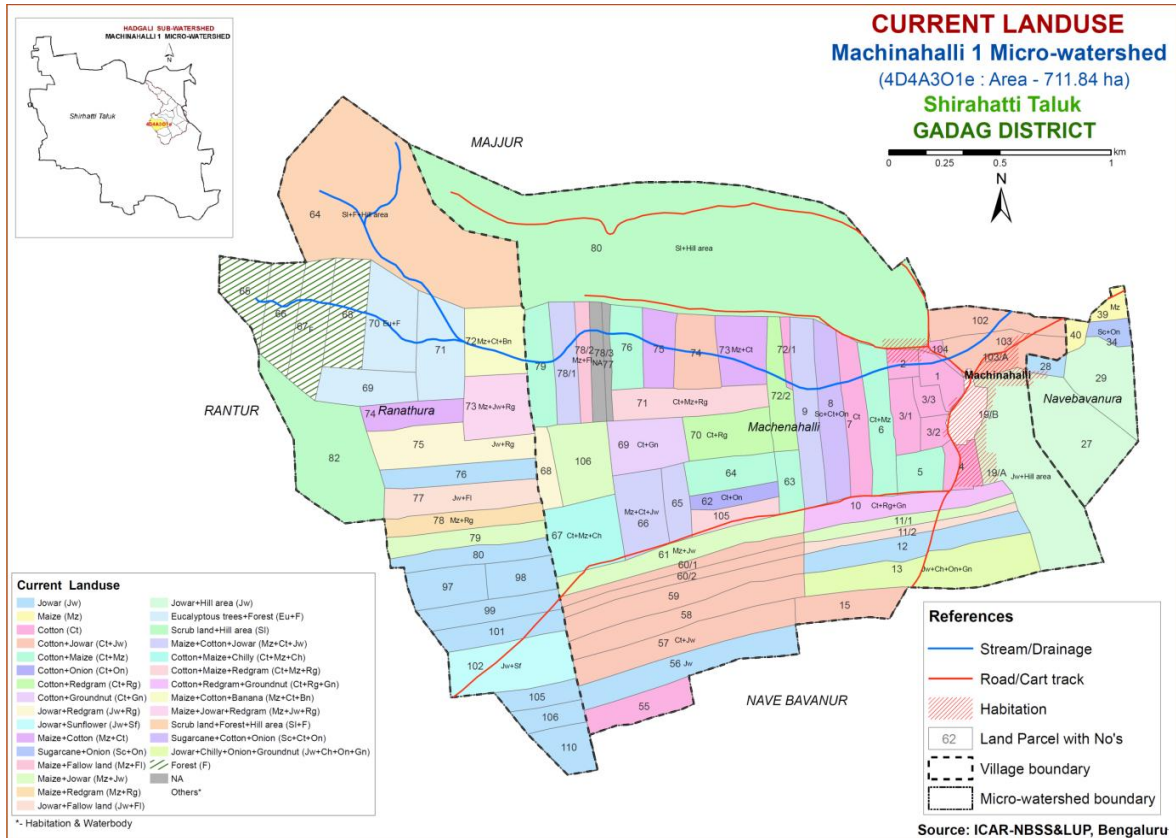 HADGALI SUB-WATERSHED
MACHINAHALLI 1 MICRO-WATERSHED
N
Shirhatti Taluk
CURRENT LANDUSE
Machinahalli 1 Micro-watershed
(4D4A3O1e : Area - 711.84 ha)
Shirahatti Taluk
GADAG DISTRICT
km
0 0.25 0.5 1
N
MAJJUR
64
Sl+F+Hill area
80
Sl+Hill area
65
66
67 F
68
70 Eu+F
71
72 Mz+Ct+Bn
69
79
78/1
78/2
Mz+Fl
78/3
NA
77
76
75
74
73 Mz+Ct
72/1
72/2
9
8
Sc+Ct+On
7
Ct
Ct+Mz
6
2
104
1
3/3
3/1
3/2
5
4
102
103
103/A
Machinahalli
40
39
Mz
Sc+On
34
28
29
Navebavanura
27
19/B
19/A
Jw+Hill area
RANTUR
74
Ranathura
73 Mz+Jw+Rg
71
Ct+Mz+Rg
82
75
Jw+Rg
76
77
Jw+Fl
78 Mz+Rg
79
80
97
98
99
101
102
Jw+Sf
105
106
110
68
106
69 Ct+Gn
70 Ct+Rg
Machenahalli
64
63
62 Ct+On
105
65
Mz+Ct+Jw
66
67 Ct+Mz+Ch
61
Mz+Jw
60/1
60/2
59
58
57 Ct+Jw
56 Jw
55
10
Ct+Rg+Gn
11/1
11/2
12
13
Jw+Ch+On+Gn
15
NAVE BAVANUR
Current Landuse
Jowar (Jw)
Maize (Mz)
Cotton (Ct)
Cotton+Jowar (Ct+Jw)
Cotton+Maize (Ct+Mz)
Cotton+Onion (Ct+On)
Cotton+Redgram (Ct+Rg)
Cotton+Groundnut (Ct+Gn)
Jowar+Redgram (Jw+Rg)
Jowar+Sunflower (Jw+Sf)
Maize+Cotton (Mz+Ct)
Sugarcane+Onion (Sc+On)
Maize+Fallow land (Mz+Fl)
Maize+Jowar (Mz+Jw)
Maize+Redgram (Mz+Rg)
Jowar+Fallow land (Jw+Fl)
Jowar+Hill area (Jw)
Eucalyptous trees+Forest (Eu+F)
Scrub land+Hill area (Sl)
Maize+Cotton+Jowar (Mz+Ct+Jw)
Cotton+Maize+Chilly (Ct+Mz+Ch)
Cotton+Maize+Redgram (Ct+Mz+Rg)
Cotton+Redgram+Groundnut (Ct+Rg+Gn)
Maize+Cotton+Banana (Mz+Ct+Bn)
Maize+Jowar+Redgram (Mz+Jw+Rg)
Scrub land+Forest+Hill area (Sl+F)
Sugarcane+Cotton+Onion (Sc+Ct+On)
Jowar+Chilly+Onion+Groundnut (Jw+Ch+On+Gn)
Forest (F)
NA
Others*
*- Habitation & Waterbody
References
Stream/Drainage
Road/Cart track
Habitation
62 Land Parcel with No's
Village boundary
Micro-watershed boundary
Source: ICAR-NBSS&LUP, Bengaluru